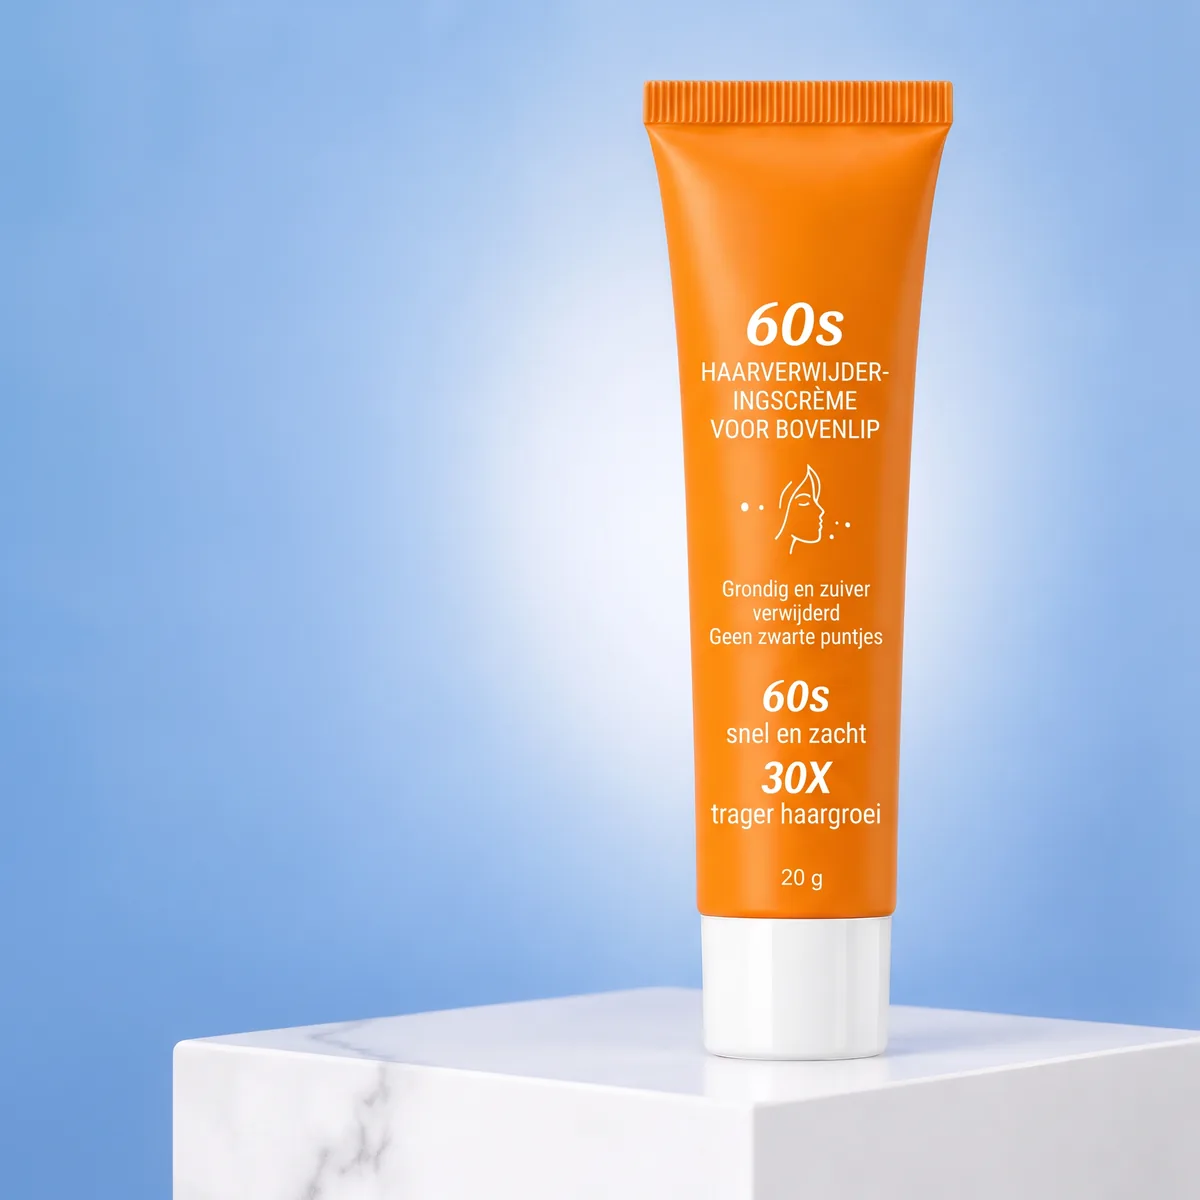 60s
HAARVERWIJDER-
INGSCRÈME
VOOR BOVENLIP
Grondig en zuiver
verwijderd
Geen zwarte puntjes
60s
snel en zacht
30X
trager haargroei
20 g